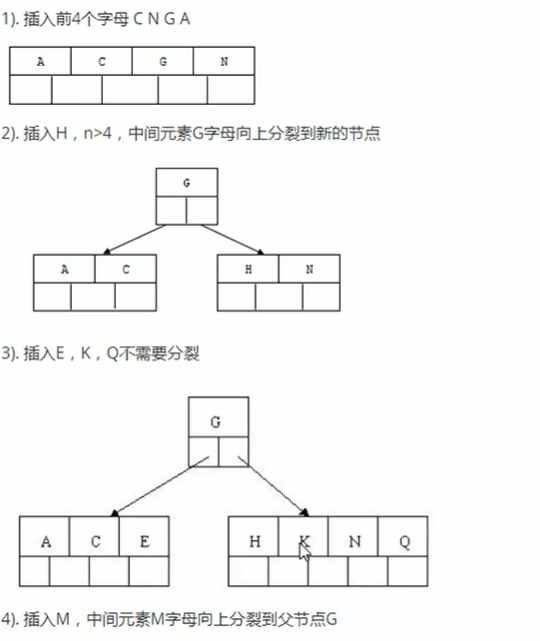 1). 插入前4个字母 C N G A
A C G N
2). 插入H，n>4，中间元素G字母向上分裂到新的节点
G
A C H N
3). 插入E，K，Q不需要分裂
G
A C E H K N Q
4). 插入M，中间元素M字母向上分裂到父节点G